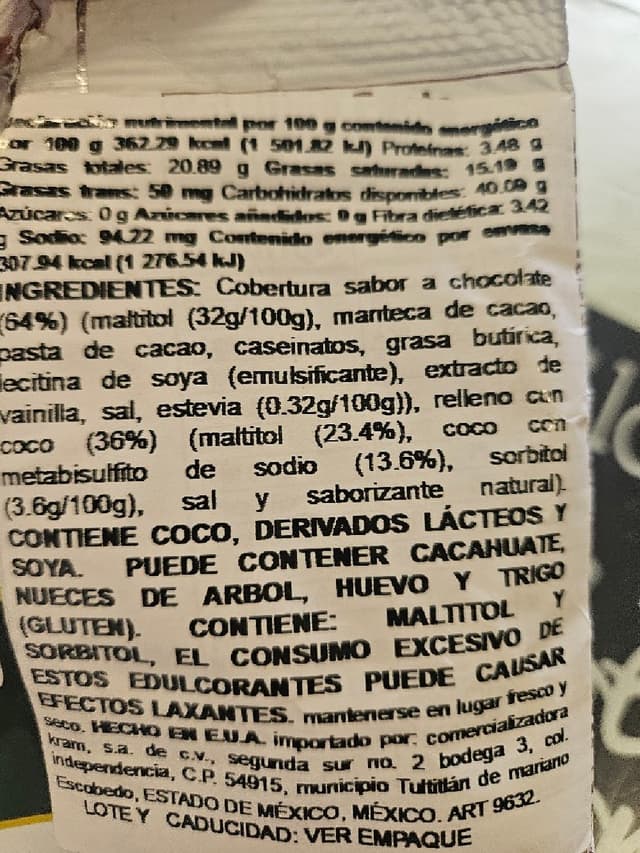 Declaración nutrimental por 100 g contenido energético
por 100 g 362.79 kcal (1 501.82 kJ) Proteínas: 3.48 g
Grasas totales: 20.89 g Grasas saturadas: 15.19 g
Grasas trans: 50 mg Carbohidratos disponibles: 40.09 g
Azúcares: 0 g Azúcares añadidos: 0 g Fibra dietética: 3.42
g Sodio: 94.22 mg Contenido energético por envase
307.94 kcal (1 276.54 kJ)
INGREDIENTES: Cobertura sabor a chocolate
(64%) (maltitol (32g/100g), manteca de cacao,
pasta de cacao, caseinatos, grasa butírica,
lecitina de soya (emulsificante), extracto de
vainilla, sal, estevia (0.32g/100g)), relleno con
coco (36%) (maltitol (23.4%), coco con
metabisulfito de sodio (13.6%), sorbitol
(3.6g/100g), sal y saborizante natural).
CONTIENE COCO, DERIVADOS LÁCTEOS Y
SOYA. PUEDE CONTENER CACAHUATE,
NUECES DE ARBOL, HUEVO Y TRIGO
(GLUTEN). CONTIENE: MALTITOL Y
SORBITOL, EL CONSUMO EXCESIVO DE
ESTOS EDULCORANTES PUEDE CAUSAR
EFECTOS LAXANTES. mantenerse en lugar fresco y
seco. HECHO EN E.U.A. importado por: comercializadora
kram, s.a. de c.v., segunda sur no. 2 bodega 3, col.
independencia, C.P. 54915, municipio Tultitlán de mariano
Escobedo, ESTADO DE MÉXICO, MÉXICO. ART 9632.
LOTE Y CADUCIDAD: VER EMPAQUE